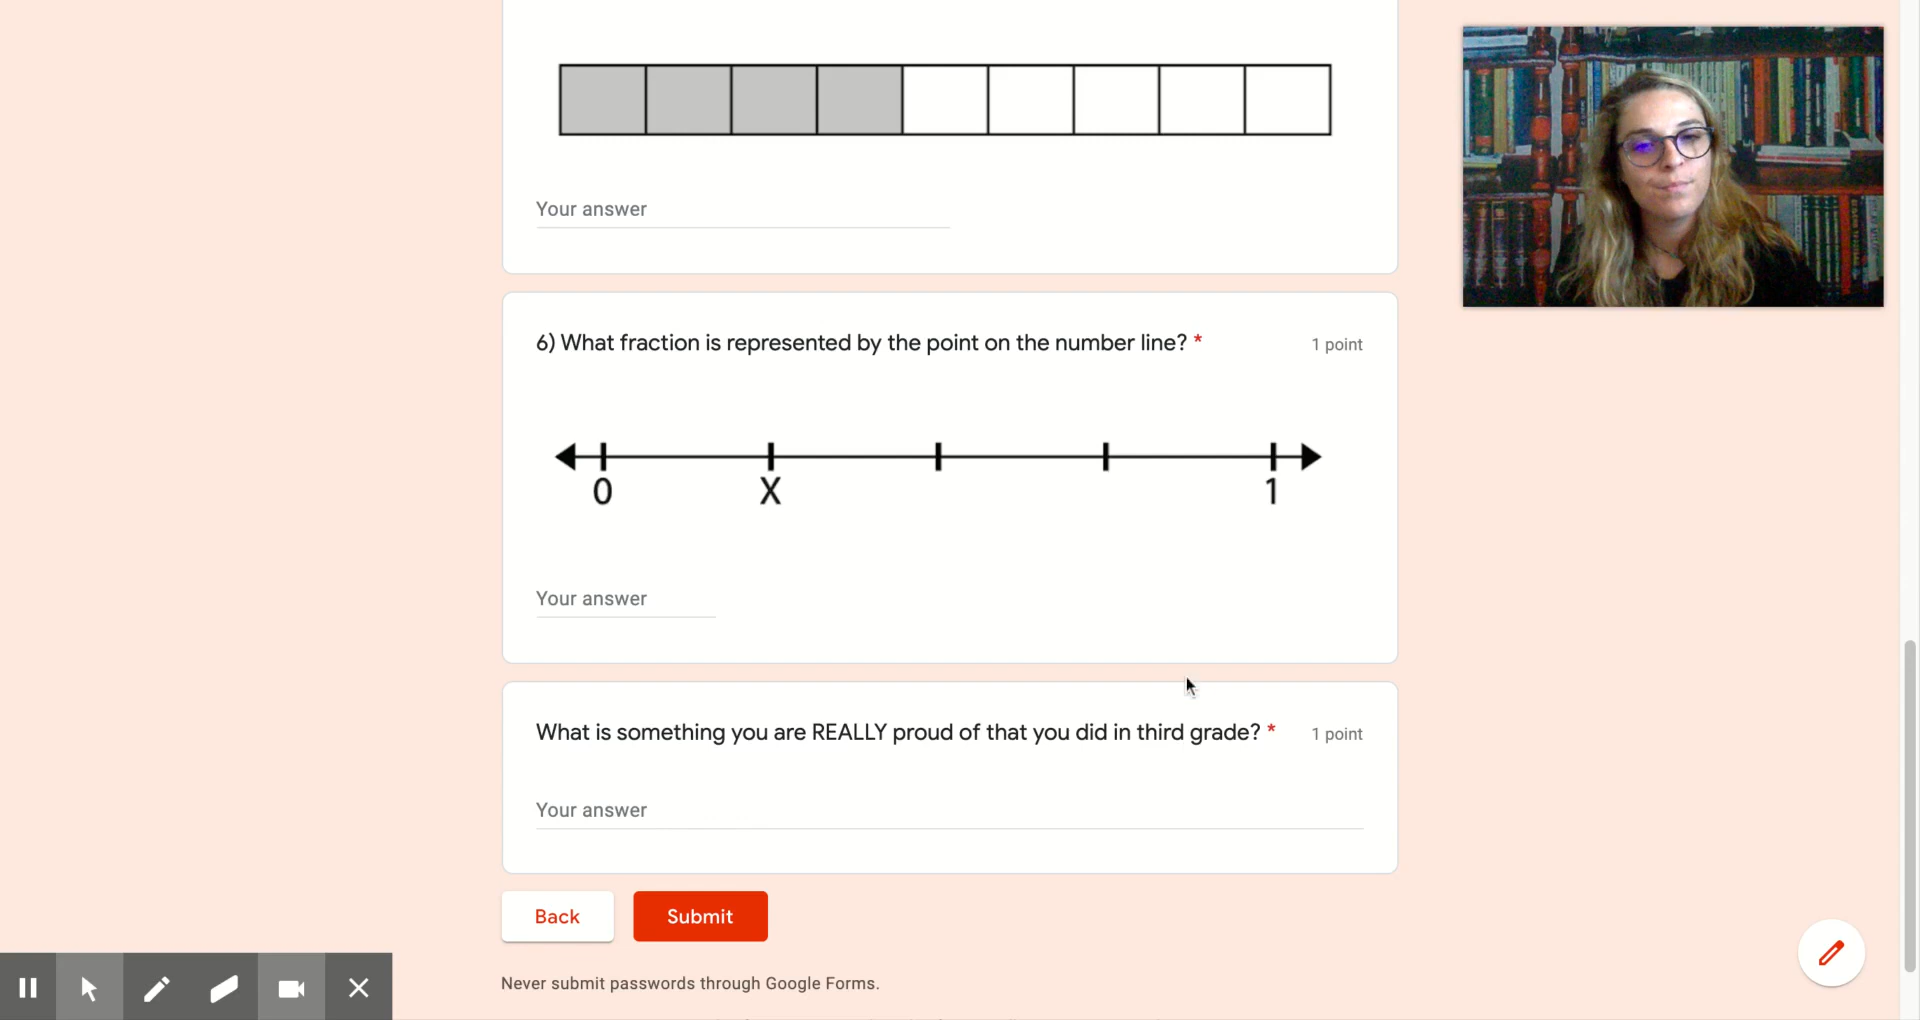 Your answer
6) What fraction is represented by the point on the number line? *
1 point
0 X 1
Your answer
What is something you are REALLY proud of that you did in third grade? *
1 point
Your answer
Back
Submit
Never submit passwords through Google Forms.